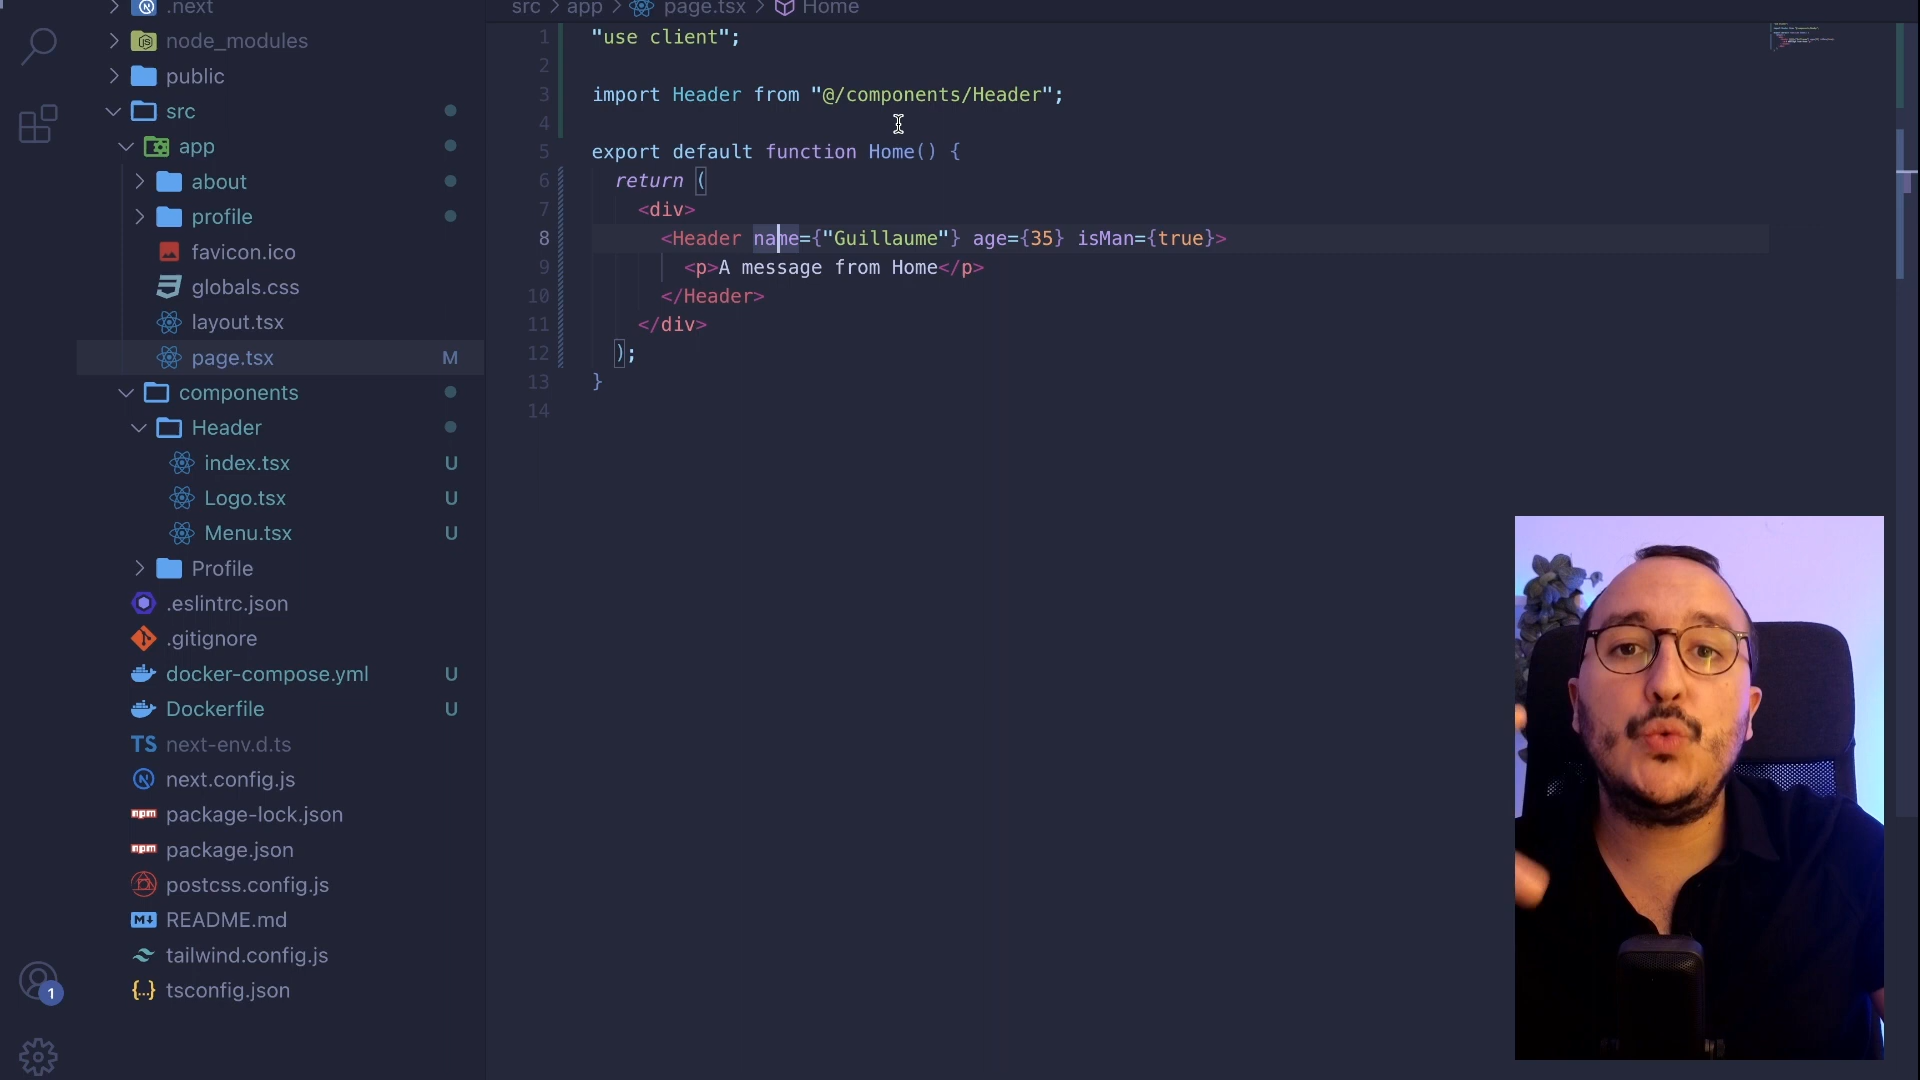 .next
node_modules
public
src
app
about
profile
favicon.ico
globals.css
layout.tsx
page.tsx M
components
Header
index.tsx U
Logo.tsx U
Menu.tsx U
Profile
.eslintrc.json
.gitignore
docker-compose.yml U
Dockerfile U
TS next-env.d.ts
next.config.js
npm package-lock.json
npm package.json
postcss.config.js
M README.md
tailwind.config.js
{..} tsconfig.json
1
src > app > page.tsx > Home
1 "use client";
2
3 import Header from "@/components/Header";
4
5 export default function Home() {
6 return (
7 <div>
8 <Header name={"Guillaume"} age={35} isMan={true}>
9 <p>A message from Home</p>
10 </Header>
11 </div>
12 );
13 }
14